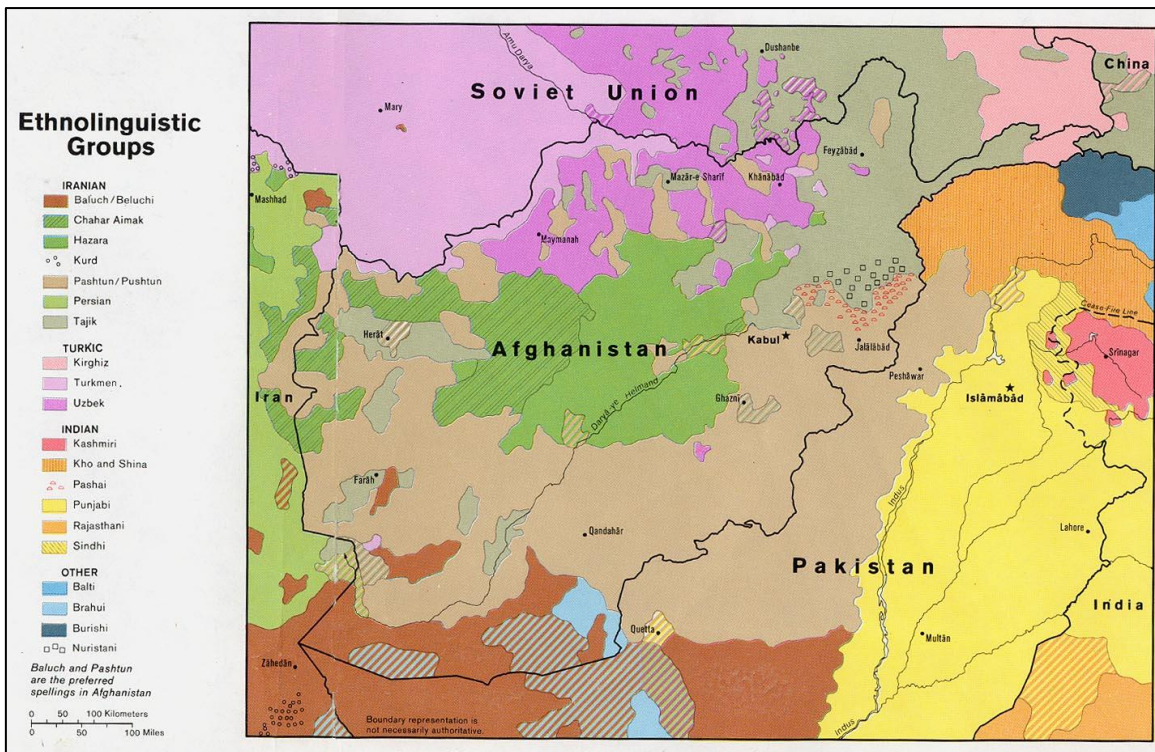 Ethnolinguistic
Groups
IRANIAN
Baluch/Beluchi
Chahar Aimak
Hazara
Kurd
Pashtun/Pushtun
Persian
Tajik
TURKIC
Kirghiz
Turkmen
Uzbek
INDIAN
Kashmiri
Kho and Shina
Pashai
Punjabi
Rajasthani
Sindhi
OTHER
Balti
Brahui
Burishi
Nuristani
Baluch and Pashtun
are the preferred
spellings in Afghanistan
0 50 100 Kilometers
0 50 100 Miles
Amu Darya
Dushanbe
China
Soviet Union
Mary
Feyẕābād
Mazār-e Sharīf
Khānābād
Mashhad
Maymanah
Cease-Fire Line
Herāt
Afghanistan
Kabul
Jalālābād
Srīnagar
Peshāwar
Iran
Daryā-ye Helmand
Ghaznī
Islāmābād
Farāh
Indus
Qandahār
Lahore
Pakistan
India
Quetta
Multān
Zāhedān
Indus
Boundary representation is
not necessarily authoritative.